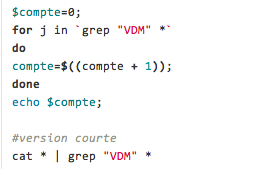 $compte=0;
for j in `grep "VDM" *`
do
compte=$((compte + 1));
done
echo $compte;
#version courte
cat * | grep "VDM" *